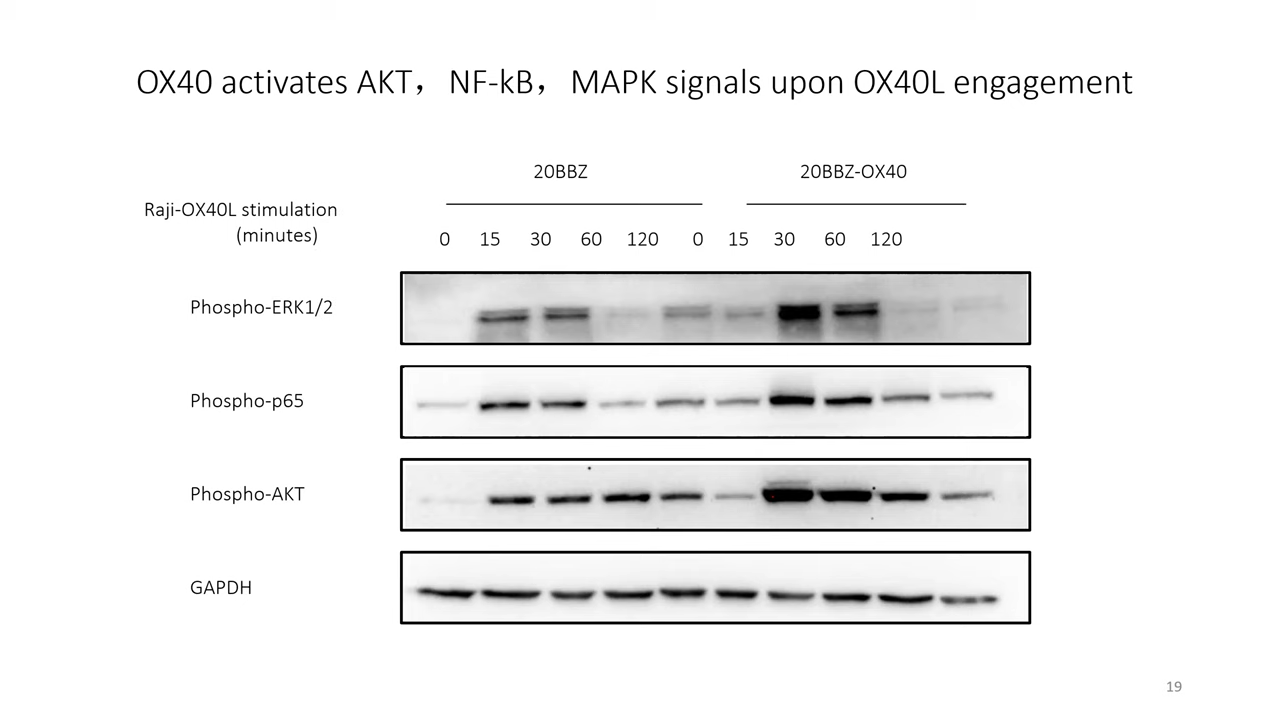 OX40 activates AKT，NF-kB，MAPK signals upon OX40L engagement
20BBZ 20BBZ-OX40
Raji-OX40L stimulation
(minutes)
0 15 30 60 120 0 15 30 60 120
Phospho-ERK1/2
Phospho-p65
Phospho-AKT
GAPDH
19